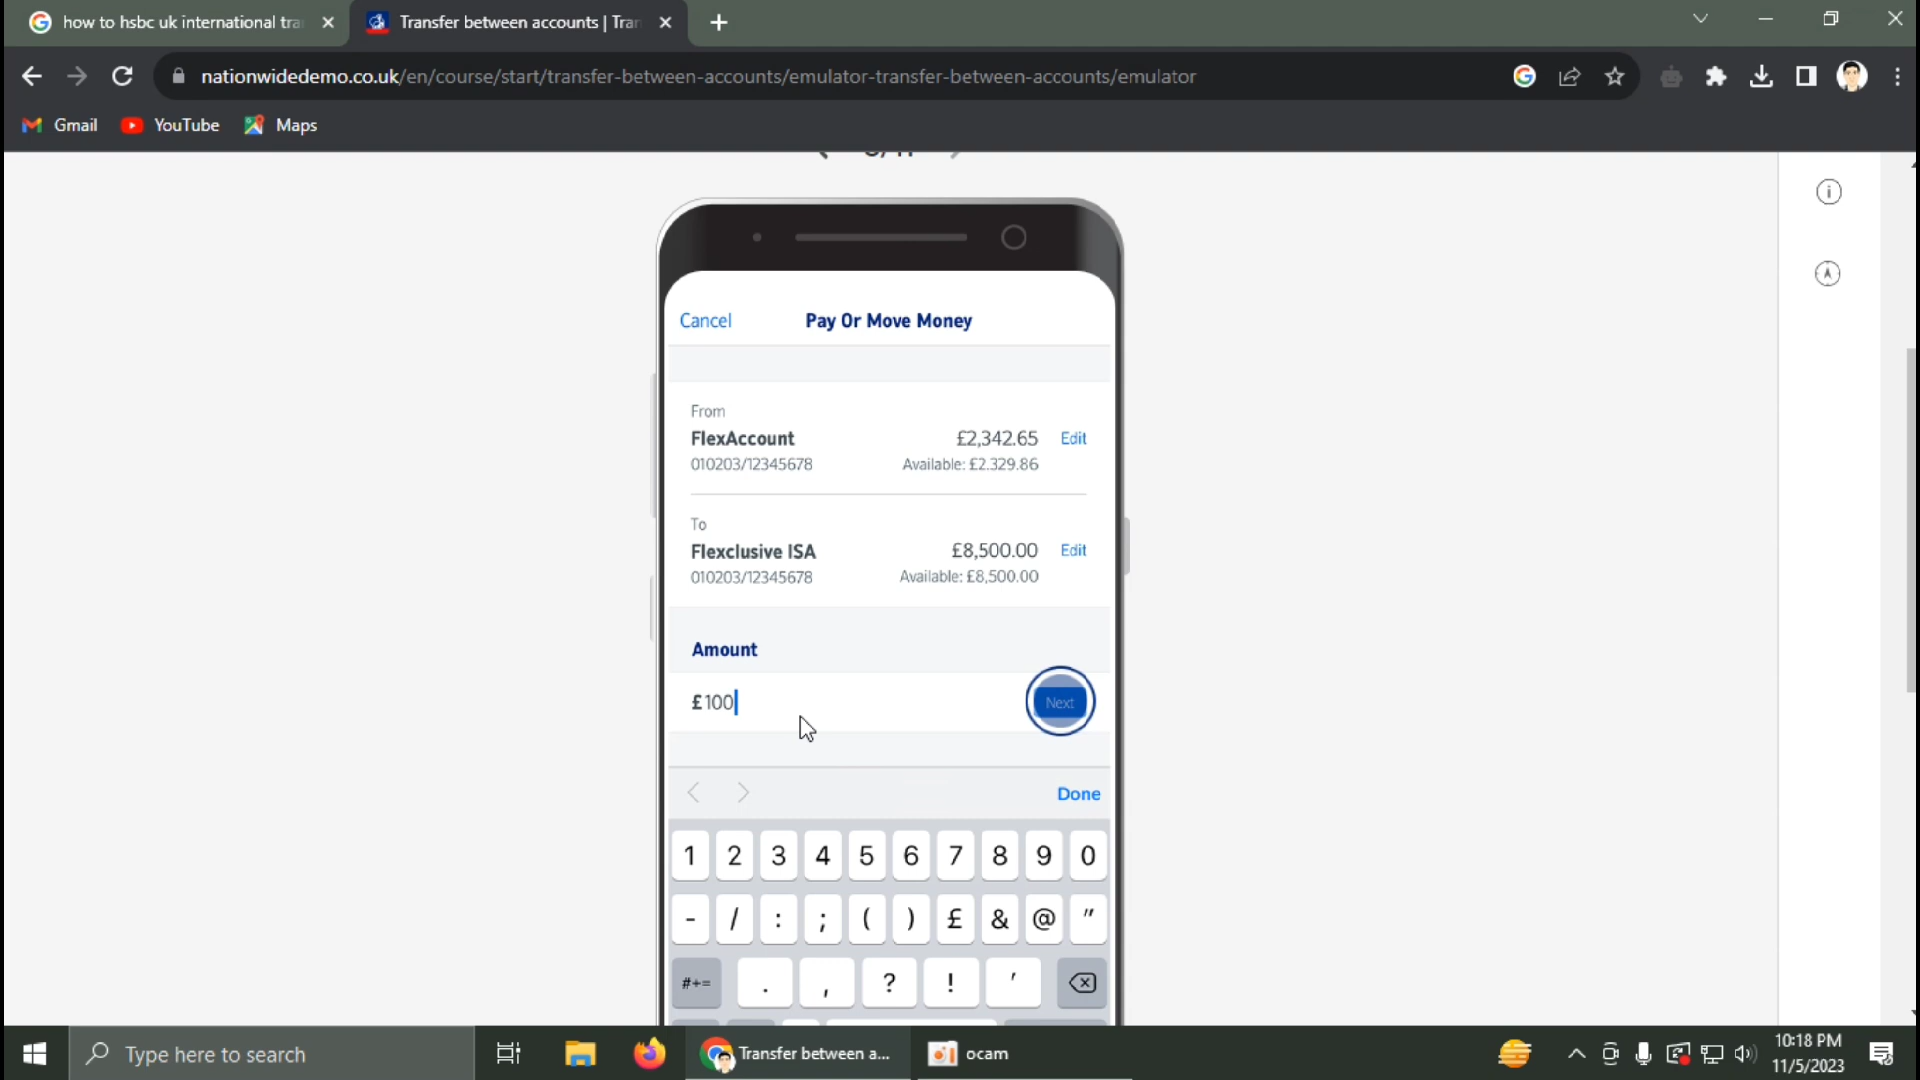 how to hsbc uk international tra
Transfer between accounts | Tran
nationwidedemo.co.uk/en/course/start/transfer-between-accounts/emulator-transfer-between-accounts/emulator
Gmail
YouTube
Maps
Cancel
Pay Or Move Money
From
FlexAccount £2,342.65 Edit
010203/12345678 Available: £2.329.86
To
Flexclusive ISA £8,500.00 Edit
010203/12345678 Available: £8,500.00
Amount
£100 Next
Done
1 2 3 4 5 6 7 8 9 0
- / : ; ( ) £ & @ "
#+= . , ? ! '
Type here to search
Transfer between a...
ocam
10:18 PM
11/5/2023